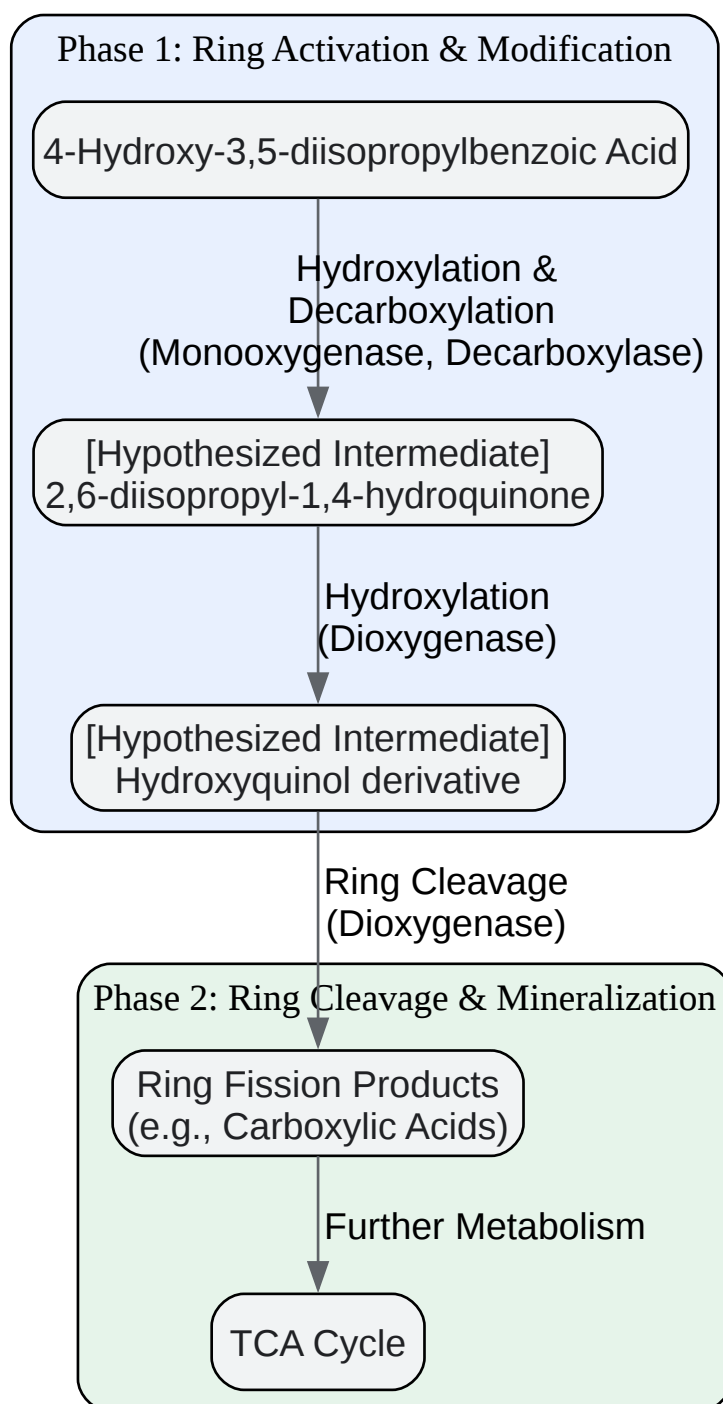 Phase 1: Ring Activation & Modification
4-Hydroxy-3,5-diisopropylbenzoic Acid
Hydroxylation &
Decarboxylation
(Monooxygenase, Decarboxylase)
[Hypothesized Intermediate]
2,6-diisopropyl-1,4-hydroquinone
Hydroxylation
(Dioxygenase)
[Hypothesized Intermediate]
Hydroxyquinol derivative
Ring Cleavage
(Dioxygenase)
Phase 2: Ring Cleavage & Mineralization
Ring Fission Products
(e.g., Carboxylic Acids)
Further Metabolism
TCA Cycle